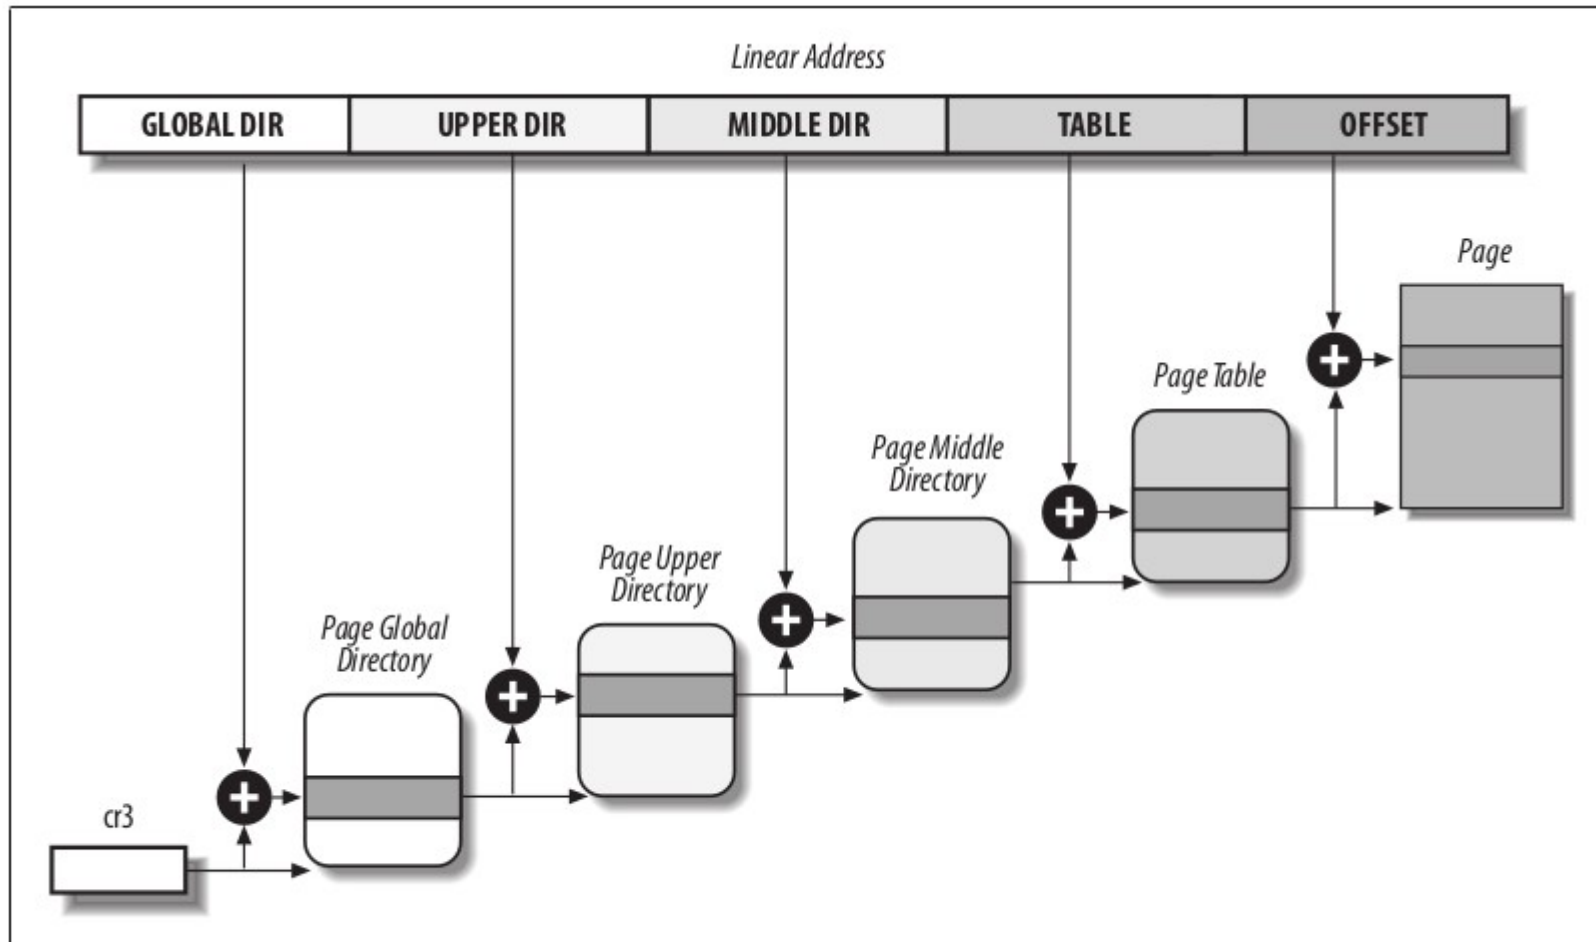 Linear Address
GLOBAL DIR
UPPER DIR
MIDDLE DIR
TABLE
OFFSET
Page
Page Table
Page Middle
Directory
Page Upper
Directory
Page Global
Directory
cr3